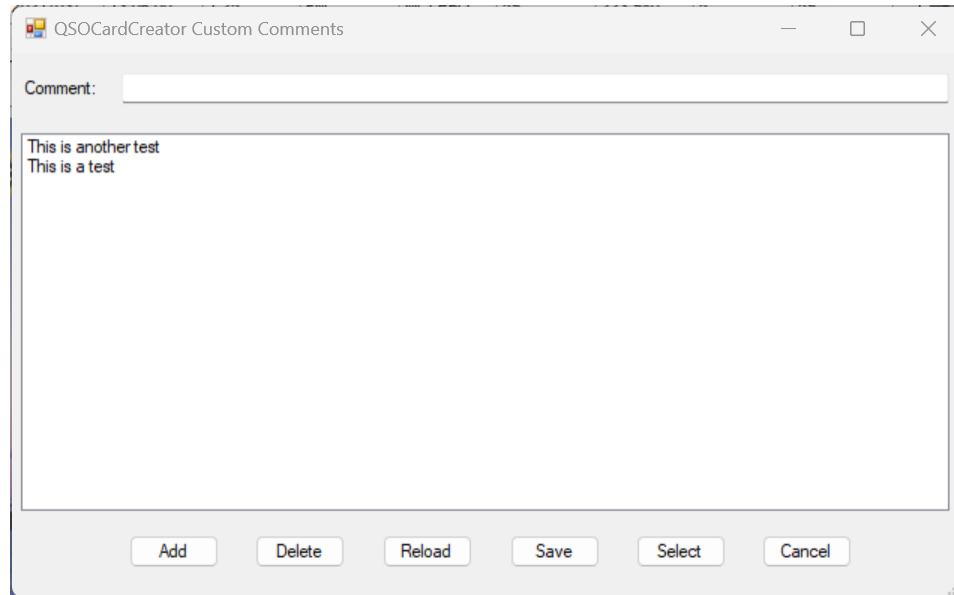 QSOCardCreator Custom Comments
Comment:
This is another test
This is a test
Add Delete Reload Save Select Cancel